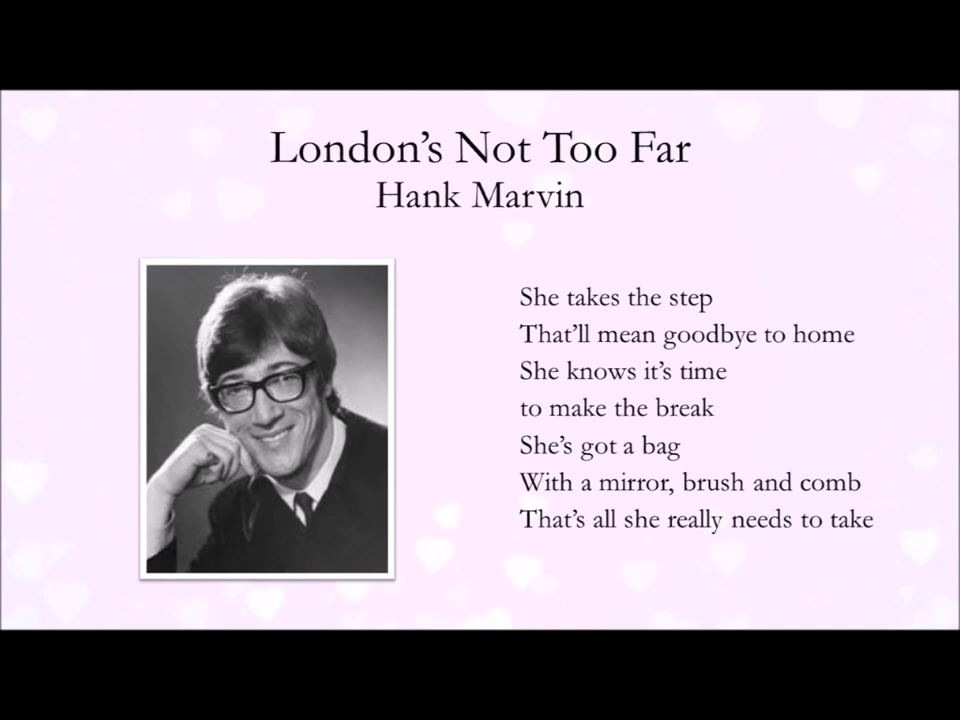 London’s Not Too Far
Hank Marvin
She takes the step
That’ll mean goodbye to home
She knows it’s time
to make the break
She’s got a bag
With a mirror, brush and comb
That’s all she really needs to take